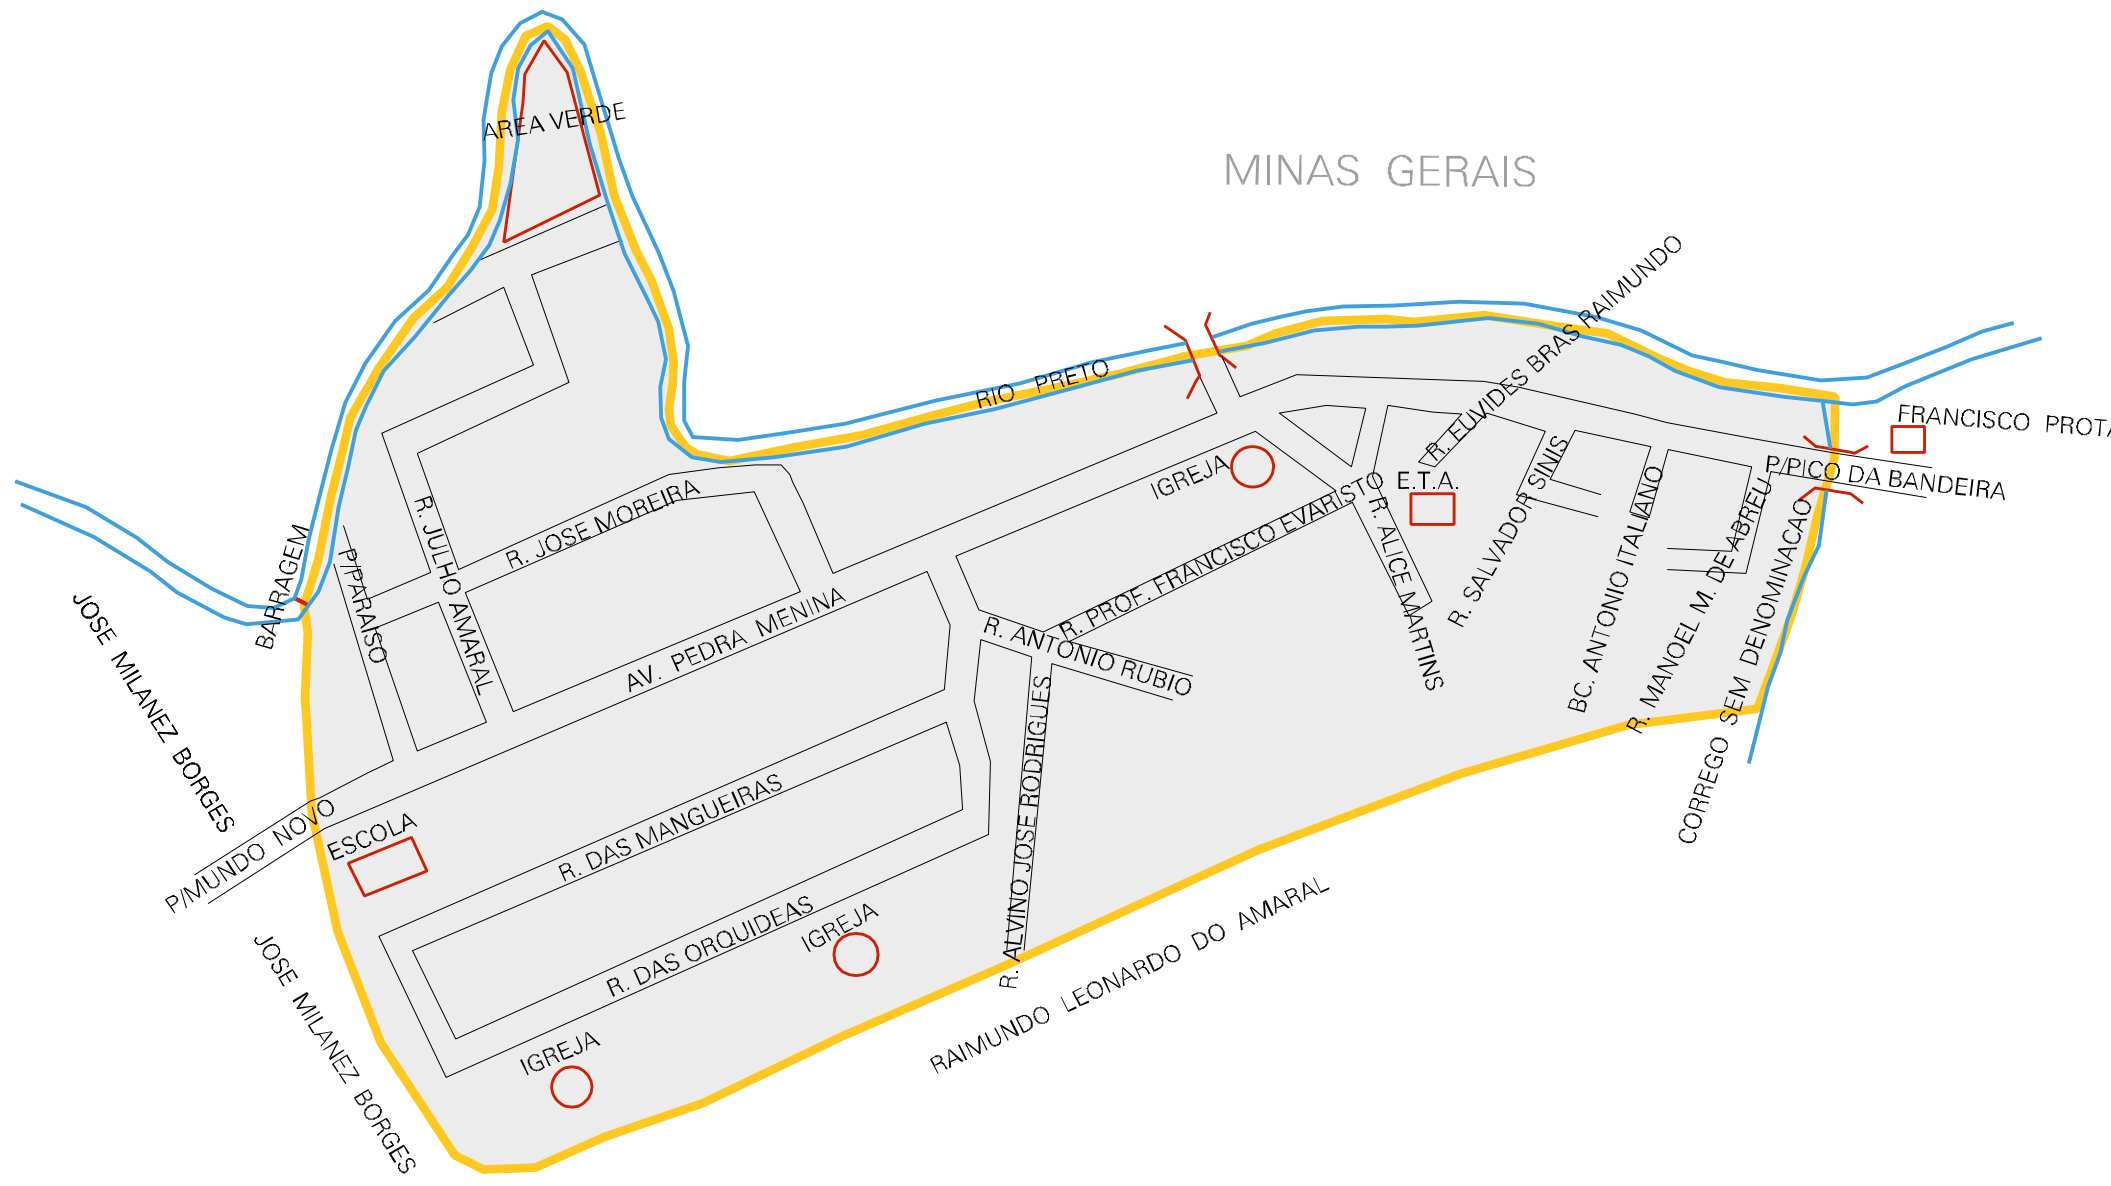 AREA VERDE
MINAS GERAIS
R. EUVIDES BRAS RAIMUNDO
RIO PRETO
FRANCISCO
P/PICO DA BANDEIRA
IGREJA
E.T.A.
R. JOSE MOREIRA
R. JULHO AMARAL
P/PARAISO
BARRAGEM
JOSE MILANEZ BORGES
AV. PEDRA MENINA
R. PROF. FRANCISCO EVARISTO
R. ANTONIO RUBIO
R. ALICE MARTINS
R. SALVADOR SINIS
BC. ANTONIO ITALIANO
R. MANOEL M. DE ABREU
CORREGO SEM DENOMINACAO
R. ALVINO JOSE RODRIGUES
P/MUNDO NOVO
ESCOLA
R. DAS MANGUEIRAS
R. DAS ORQUIDEAS
IGREJA
IGREJA
JOSE MILANEZ BORGES
RAIMUNDO LEONARDO DO AMARAL